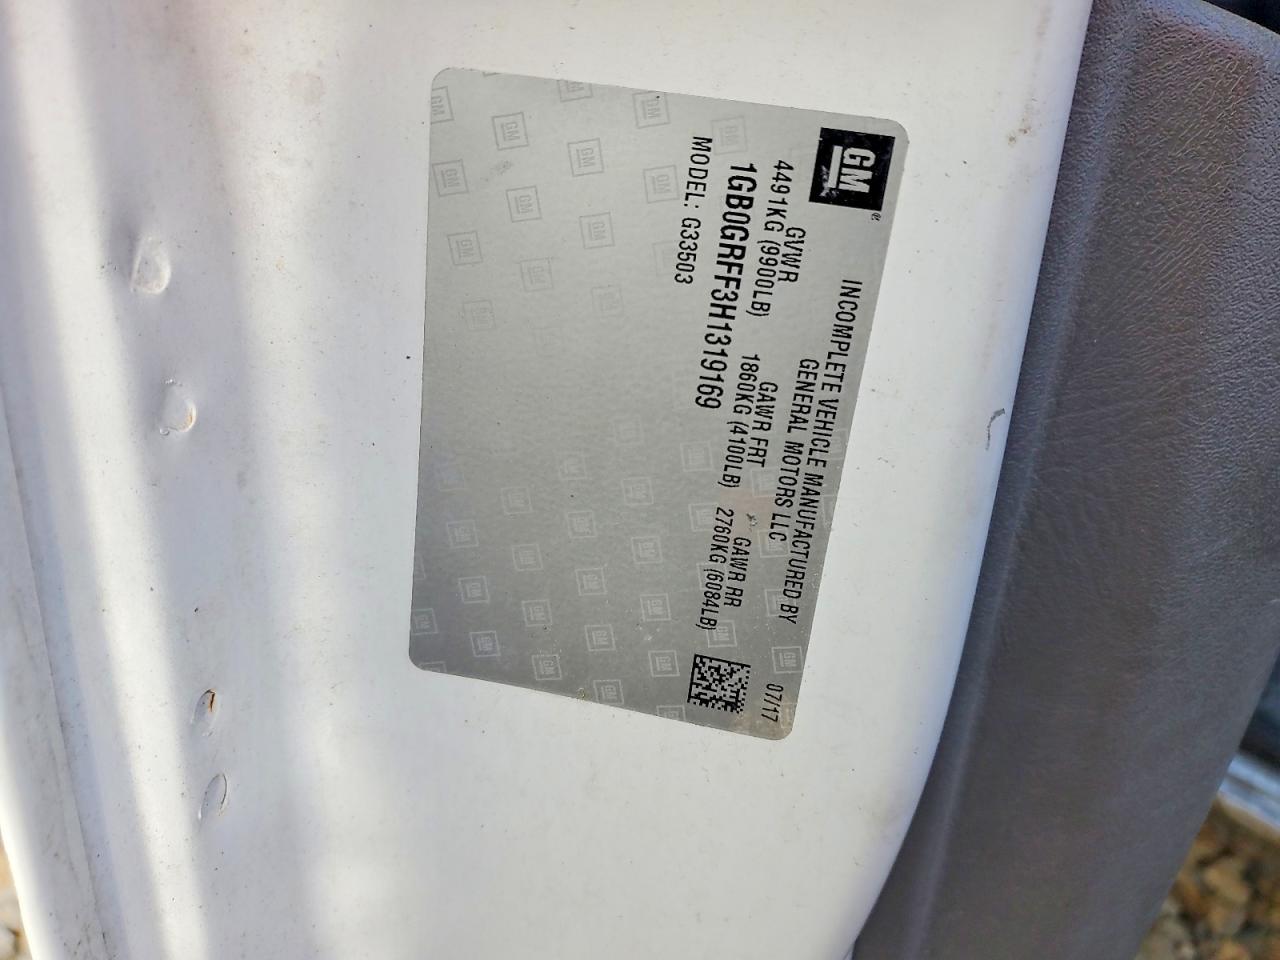 GM®
INCOMPLETE VEHICLE MANUFACTURED BY
GENERAL MOTORS LLC
07/17
GVWR GAWR FRT GAWR RR
4491KG (9900LB) 1860KG (4100LB) 2760KG (6084LB)
1GB0GRFF3H1319169
MODEL: G33503